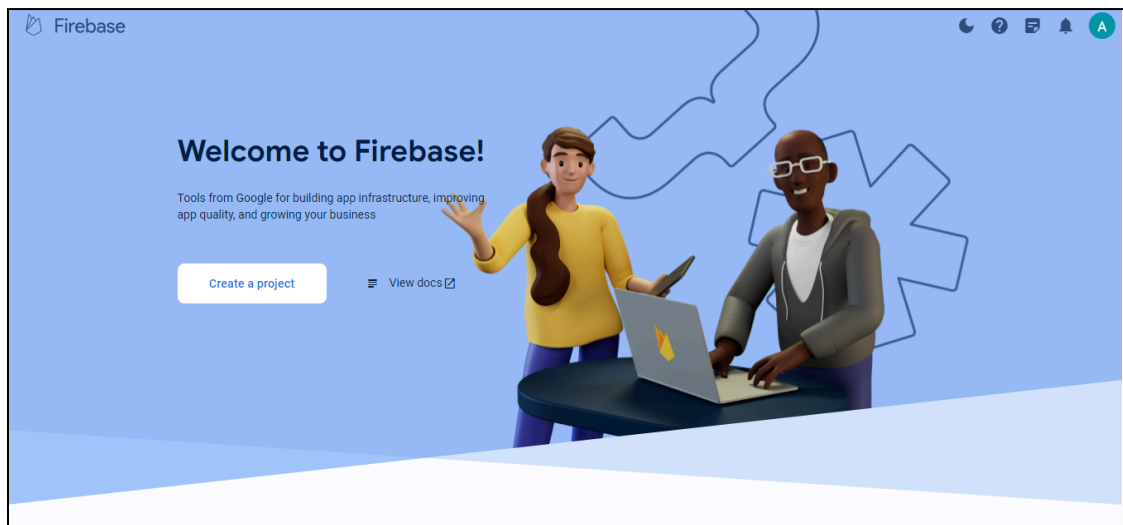 Firebase
A
Welcome to Firebase!
Tools from Google for building app infrastructure, improving
app quality, and growing your business
Create a project
View docs